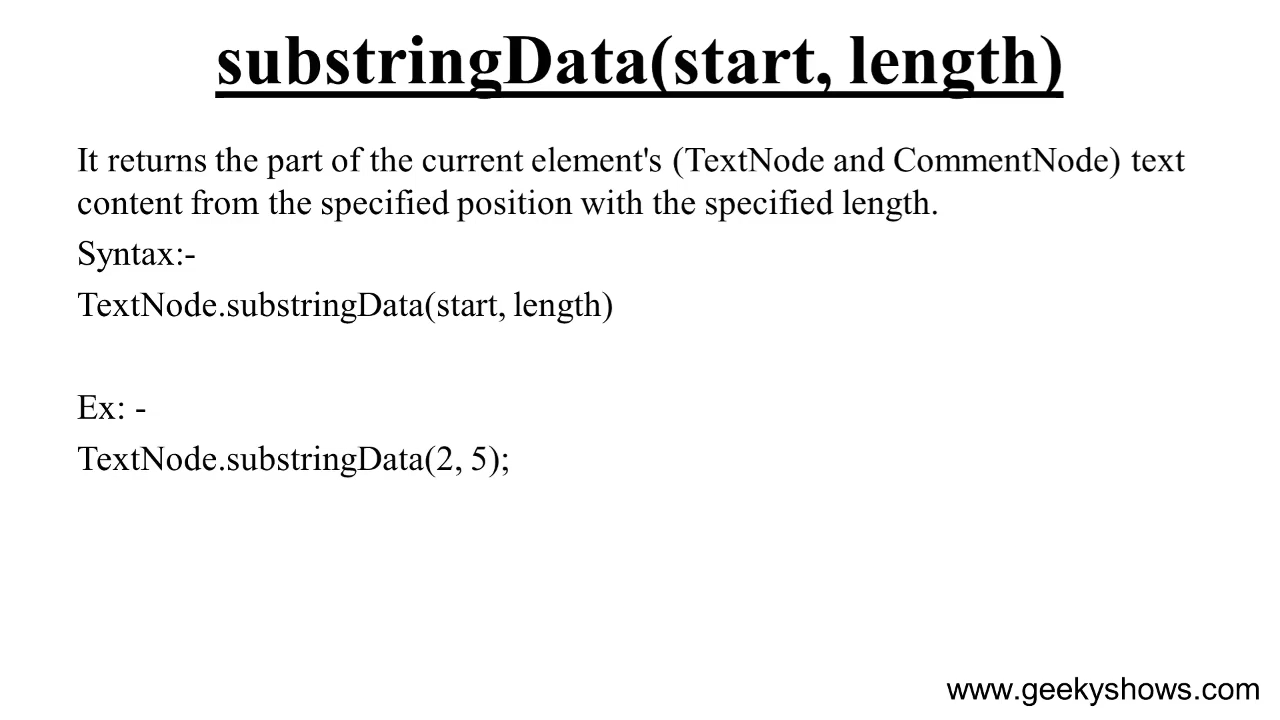 substringData(start, length)
It returns the part of the current element's (TextNode and CommentNode) text
content from the specified position with the specified length.
Syntax:-
TextNode.substringData(start, length)
Ex: -
TextNode.substringData(2, 5);
www.geekyshows.com